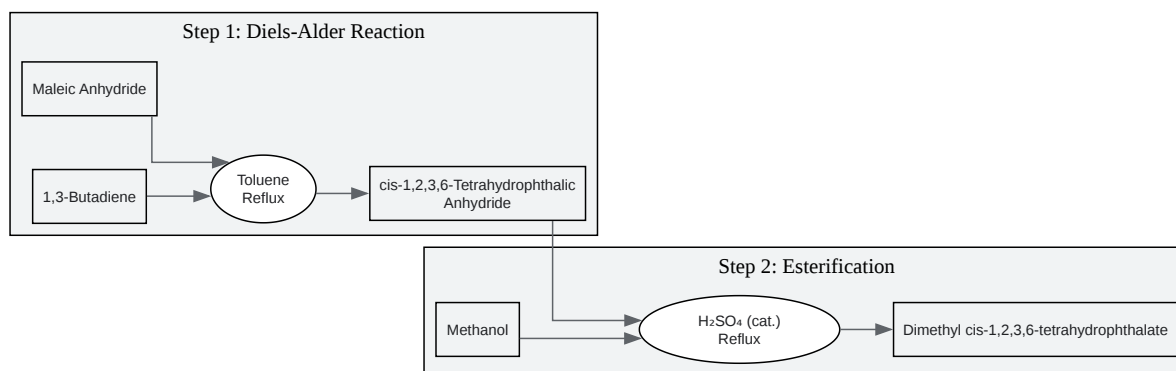 Step 1: Diels-Alder Reaction
Maleic Anhydride
1,3-Butadiene
Toluene
Reflux
cis-1,2,3,6-Tetrahydrophthalic
Anhydride
Step 2: Esterification
Methanol
H₂SO₄ (cat.)
Reflux
Dimethyl cis-1,2,3,6-tetrahydrophthalate